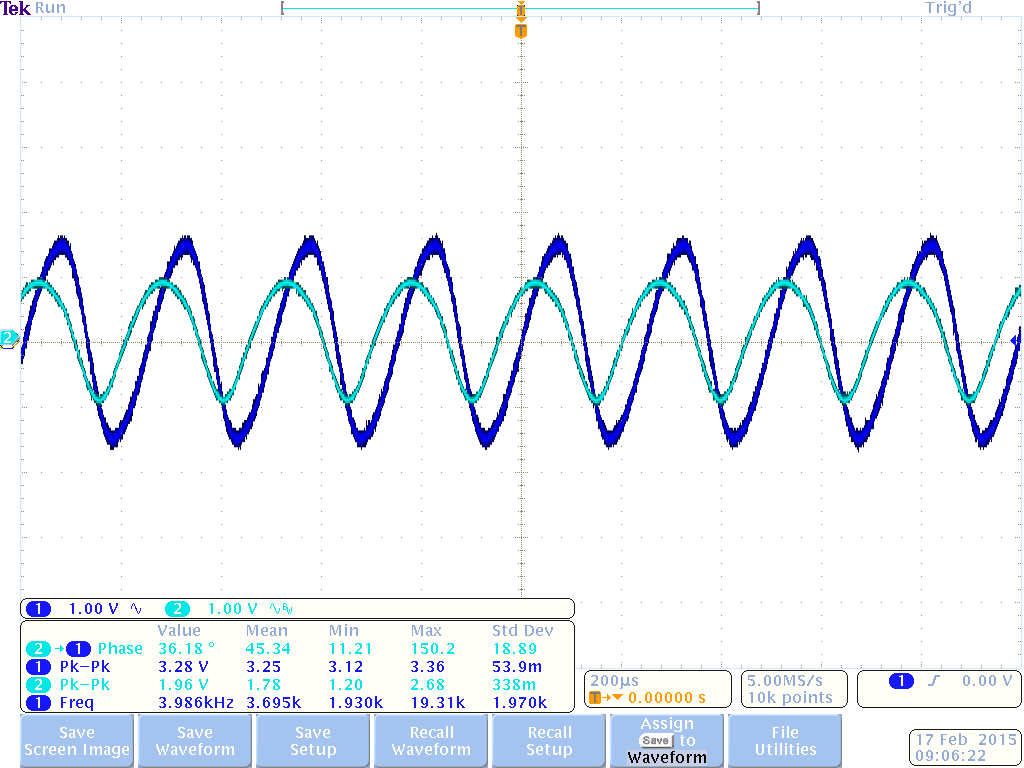 Tek Run Trig'd
T
T
2
1 1.00 V 2 1.00 V BW
Value Mean Min Max Std Dev
2 → 1 Phase 36.18 ° 45.34 11.21 150.2 18.89
1 Pk−Pk 3.28 V 3.25 3.12 3.36 53.9m
2 Pk−Pk 1.96 V 1.78 1.20 2.68 338m
1 Freq 3.986kHz 3.695k 1.930k 19.31k 1.970k
200µs
T→▼ 0.00000 s
5.00MS/s
10k points
1 0.00 V
Save
Screen Image
Save
Waveform
Save
Setup
Recall
Waveform
Recall
Setup
Assign
Save to
Waveform
File
Utilities
17 Feb 2015
09:06:22